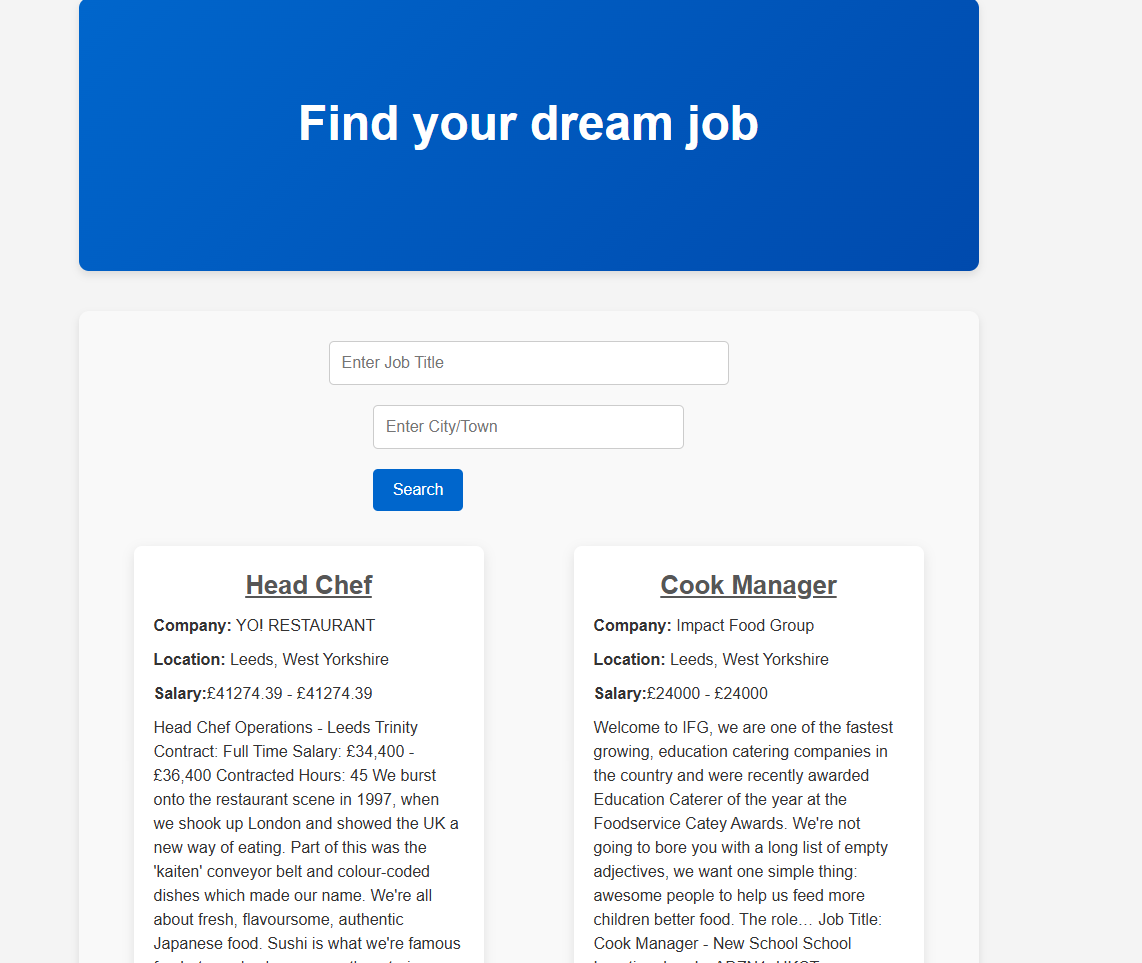 Find your dream job
Enter Job Title
Enter City/Town
Search
Head Chef
Company: YO! RESTAURANT
Location: Leeds, West Yorkshire
Salary:£41274.39 - £41274.39
Head Chef Operations - Leeds Trinity
Contract: Full Time Salary: £34,400 -
£36,400 Contracted Hours: 45 We burst
onto the restaurant scene in 1997, when
we shook up London and showed the UK a
new way of eating. Part of this was the
'kaiten' conveyor belt and colour-coded
dishes which made our name. We're all
about fresh, flavoursome, authentic
Japanese food. Sushi is what we're famous
Cook Manager
Company: Impact Food Group
Location: Leeds, West Yorkshire
Salary:£24000 - £24000
Welcome to IFG, we are one of the fastest
growing, education catering companies in
the country and were recently awarded
Education Caterer of the year at the
Foodservice Catey Awards. We're not
going to bore you with a long list of empty
adjectives, we want one simple thing:
awesome people to help us feed more
children better food. The role… Job Title:
Cook Manager - New School School